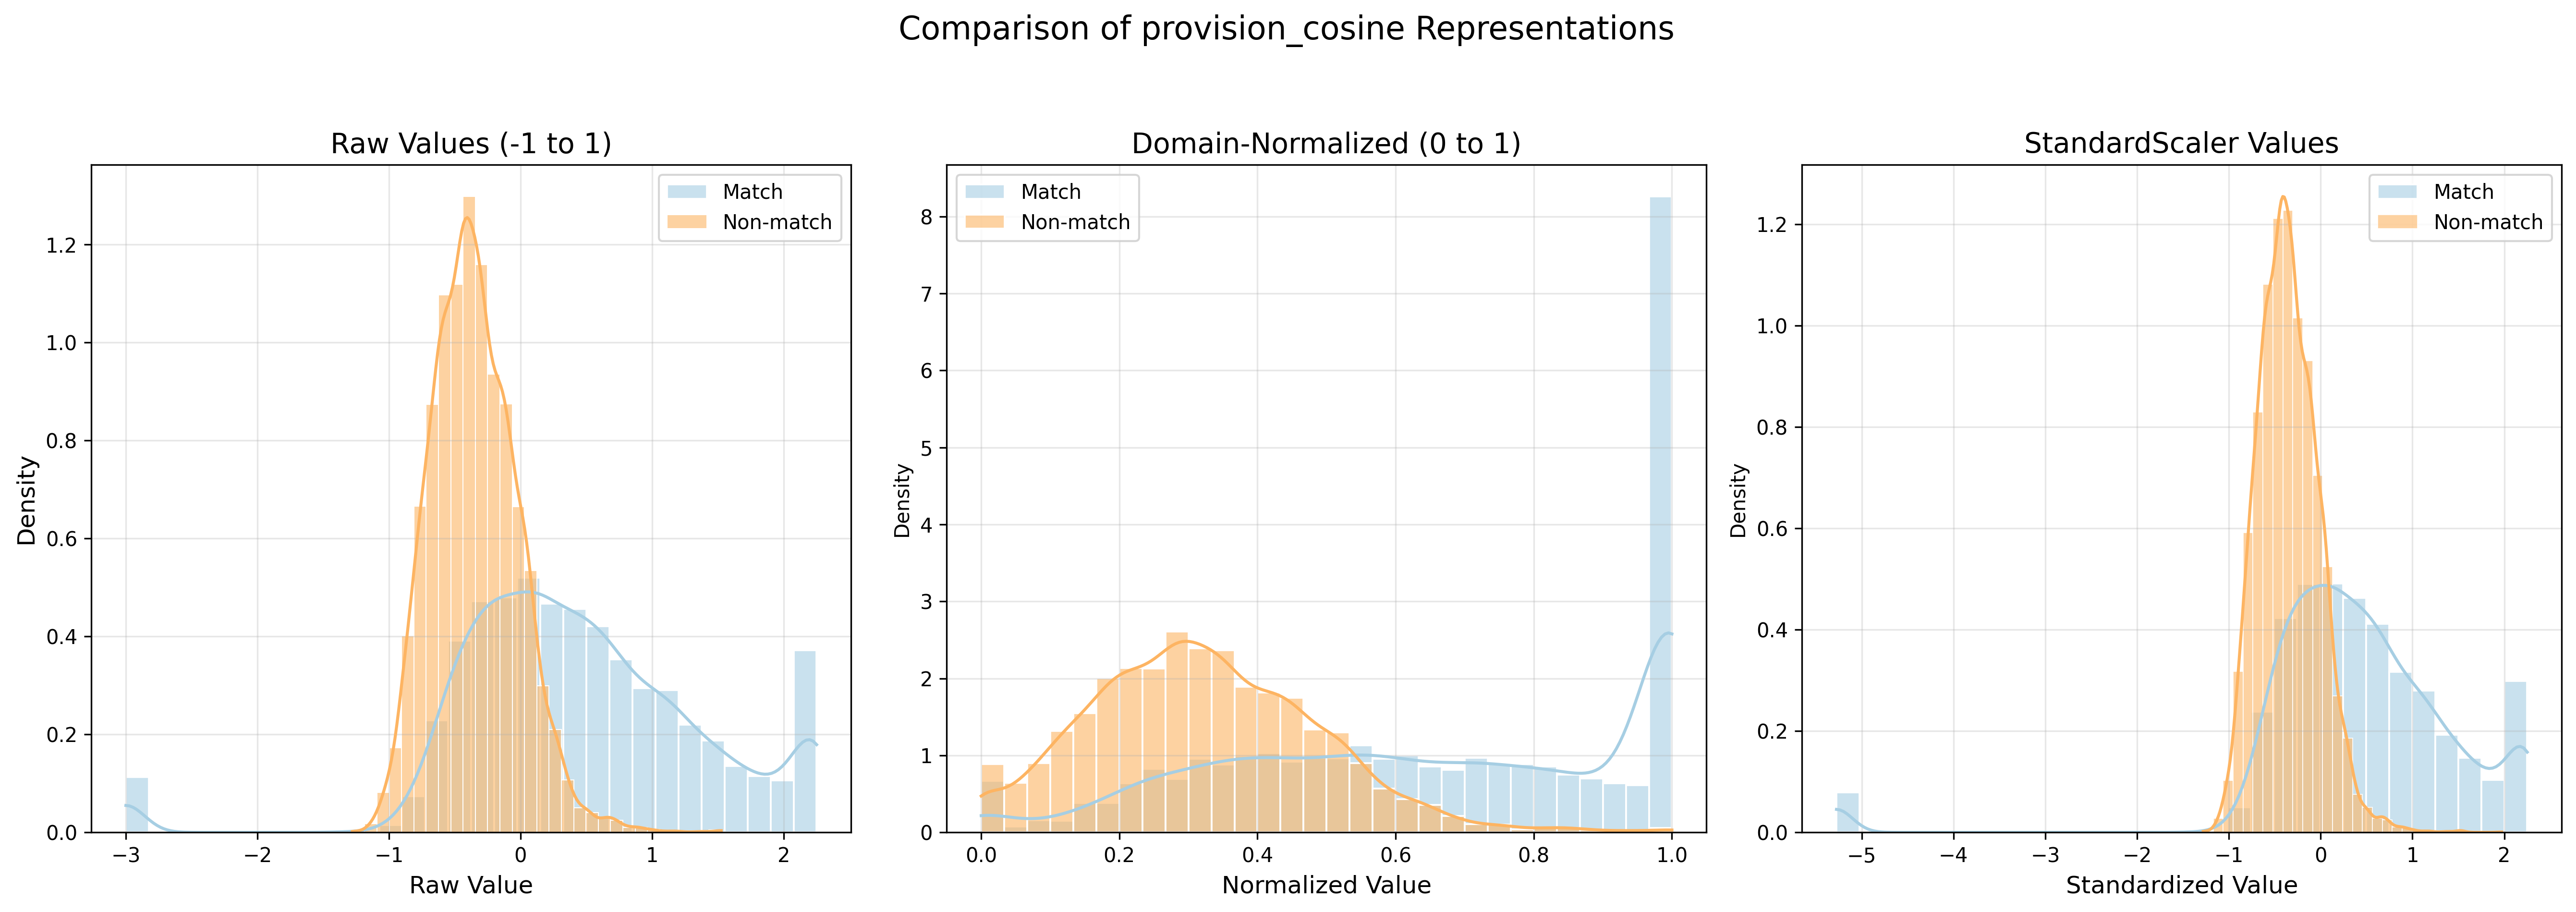 Comparison of provision_cosine Representations
Raw Values (-1 to 1)
Match
Non-match
1.2
1.0
0.8
0.6
0.4
0.2
0.0
Density
−3
−2
−1
0
1
2
Raw Value
Domain-Normalized (0 to 1)
Match
Non-match
8
7
6
5
4
3
2
1
0
Density
0.0
0.2
0.4
0.6
0.8
1.0
Normalized Value
StandardScaler Values
Match
Non-match
1.2
1.0
0.8
0.6
0.4
0.2
0.0
Density
−5
−4
−3
−2
−1
0
1
2
Standardized Value